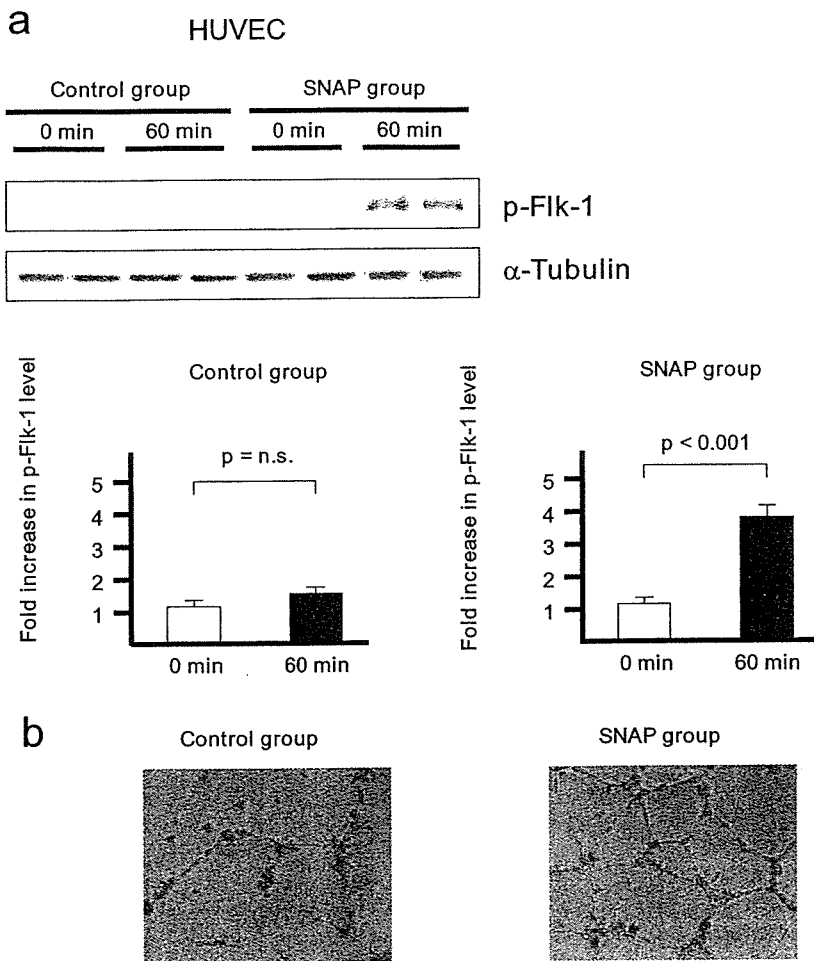 a
HUVEC
Control group SNAP group
0 min 60 min 0 min 60 min
p-Flk-1
α-Tubulin
Control group
Fold increase in p-Flk-1 level
p = n.s.
5
4
3
2
1
0 min 60 min
SNAP group
Fold increase in p-Flk-1 level
p < 0.001
5
4
3
2
1
0 min 60 min
b
Control group SNAP group